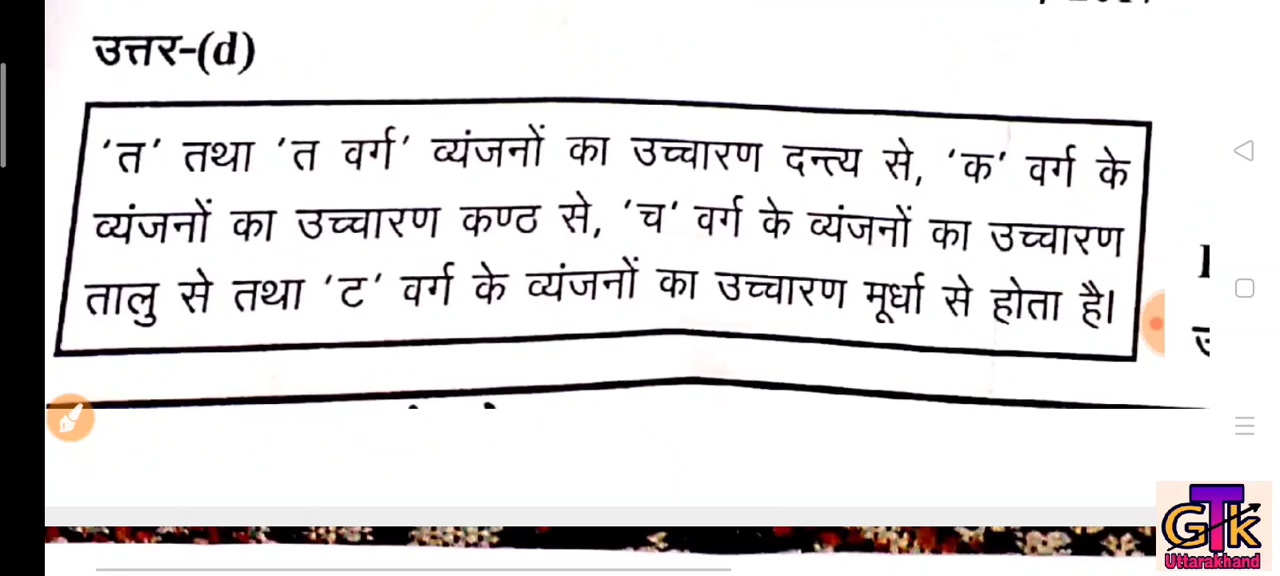 उत्तर-(d)
‘त’ तथा ‘त वर्ग’ व्यंजनों का उच्चारण दन्त्य से, ‘क’ वर्ग के
व्यंजनों का उच्चारण कण्ठ से, ‘च’ वर्ग के व्यंजनों का उच्चारण
तालु से तथा ‘ट’ वर्ग के व्यंजनों का उच्चारण मूर्धा से होता है।
GTK
Uttarakhand